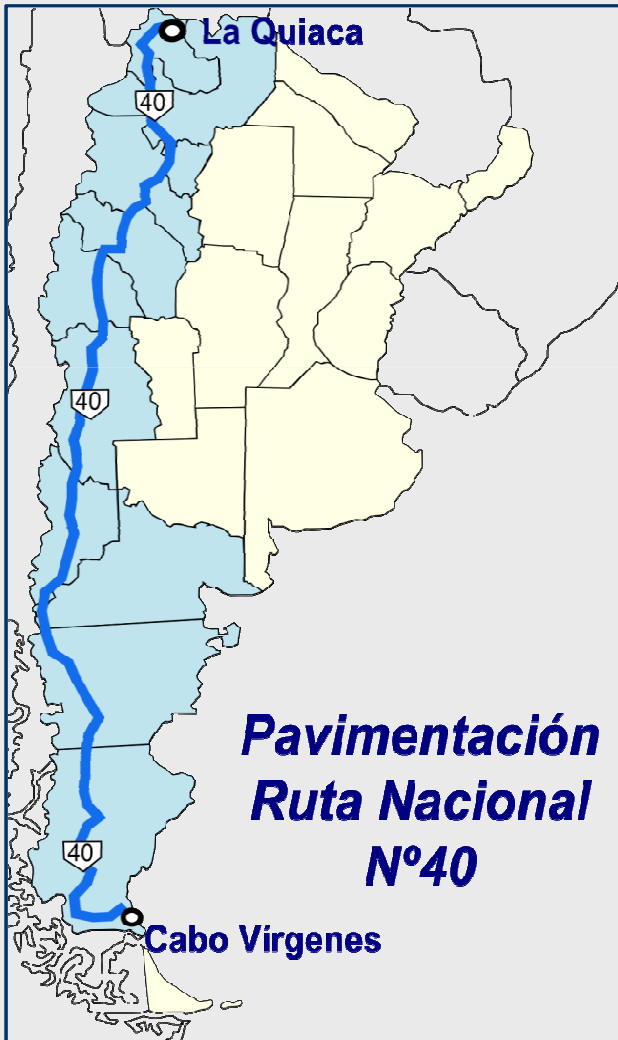 La Quiaca
40
40
Pavimentación
Ruta Nacional
Nº40
40
Cabo Vírgenes